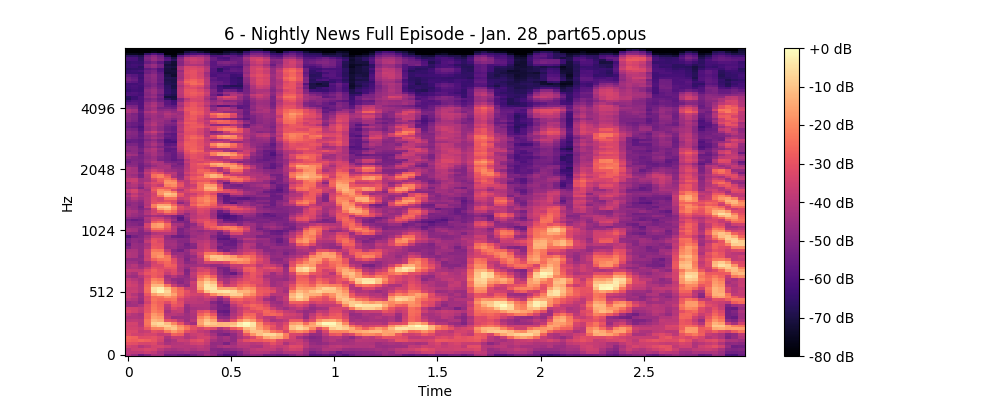 6 - Nightly News Full Episode - Jan. 28_part65.opus
Hz
4096
2048
1024
512
0
0
0.5
1
1.5
2
2.5
Time
+0 dB
-10 dB
-20 dB
-30 dB
-40 dB
-50 dB
-60 dB
-70 dB
-80 dB